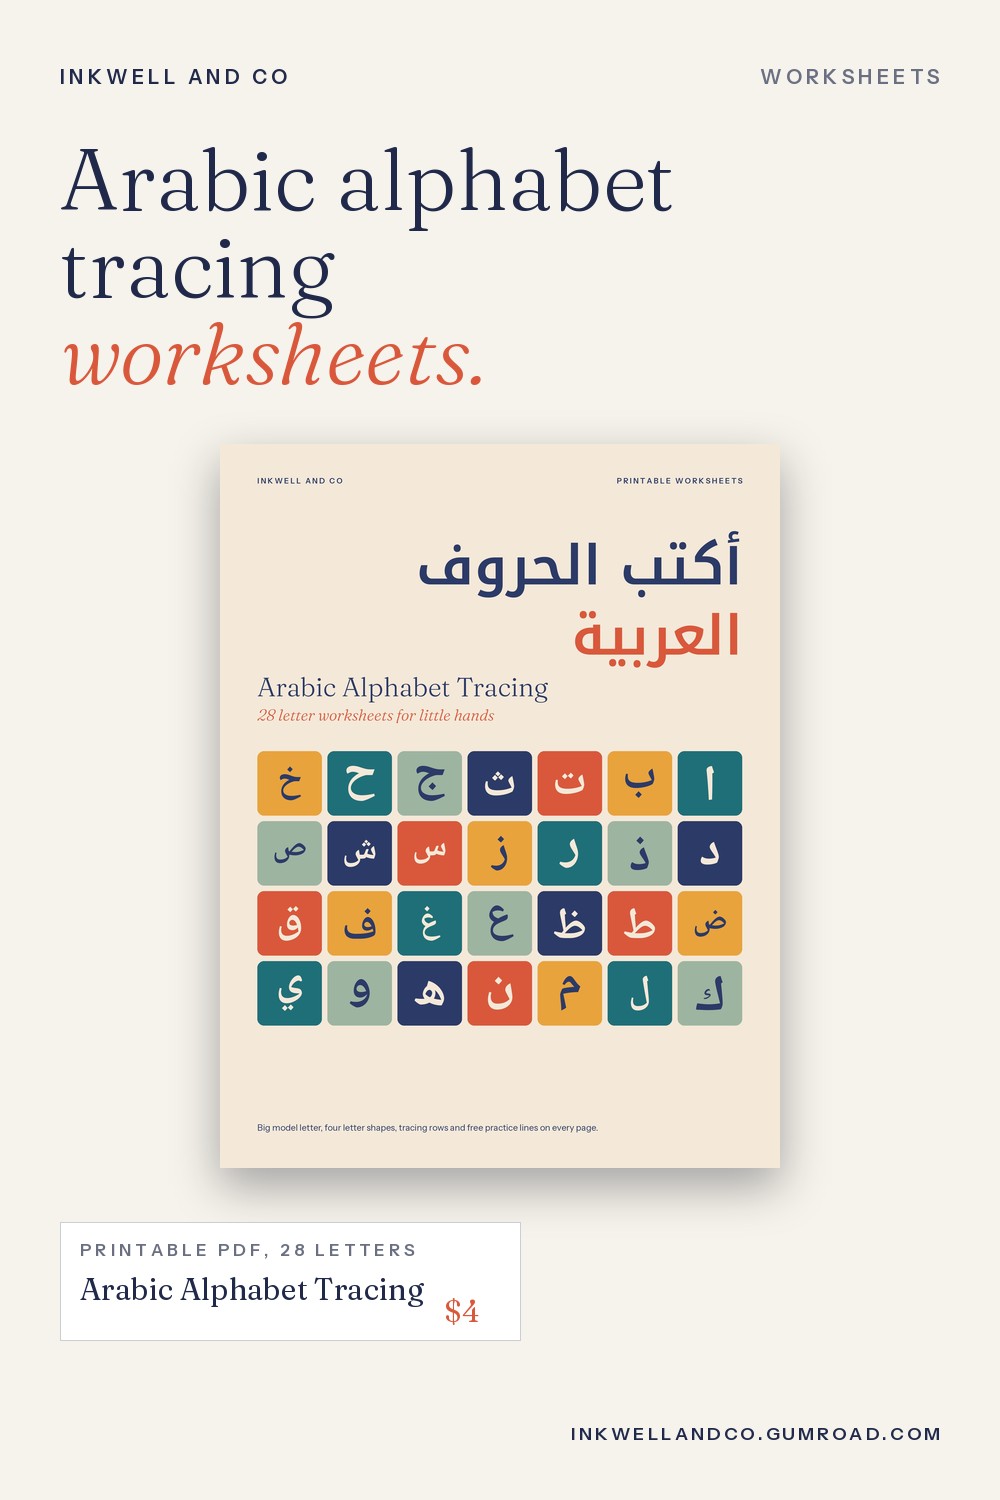 INKWELL AND CO
WORKSHEETS
Arabic alphabet
tracing
worksheets.
INKWELL AND CO
PRINTABLE WORKSHEETS
أكتب الحروف
العربية
Arabic Alphabet Tracing
28 letter worksheets for little hands
ا ب ت ث ج ح خ
د ذ ر ز س ش ص
ض ط ظ ع غ ف ق
ك ل م ن ه و ي
Big model letter, four letter shapes, tracing rows and free practice lines on every page.
PRINTABLE PDF, 28 LETTERS
Arabic Alphabet Tracing
$4
INKWELLANDCO.GUMROAD.COM